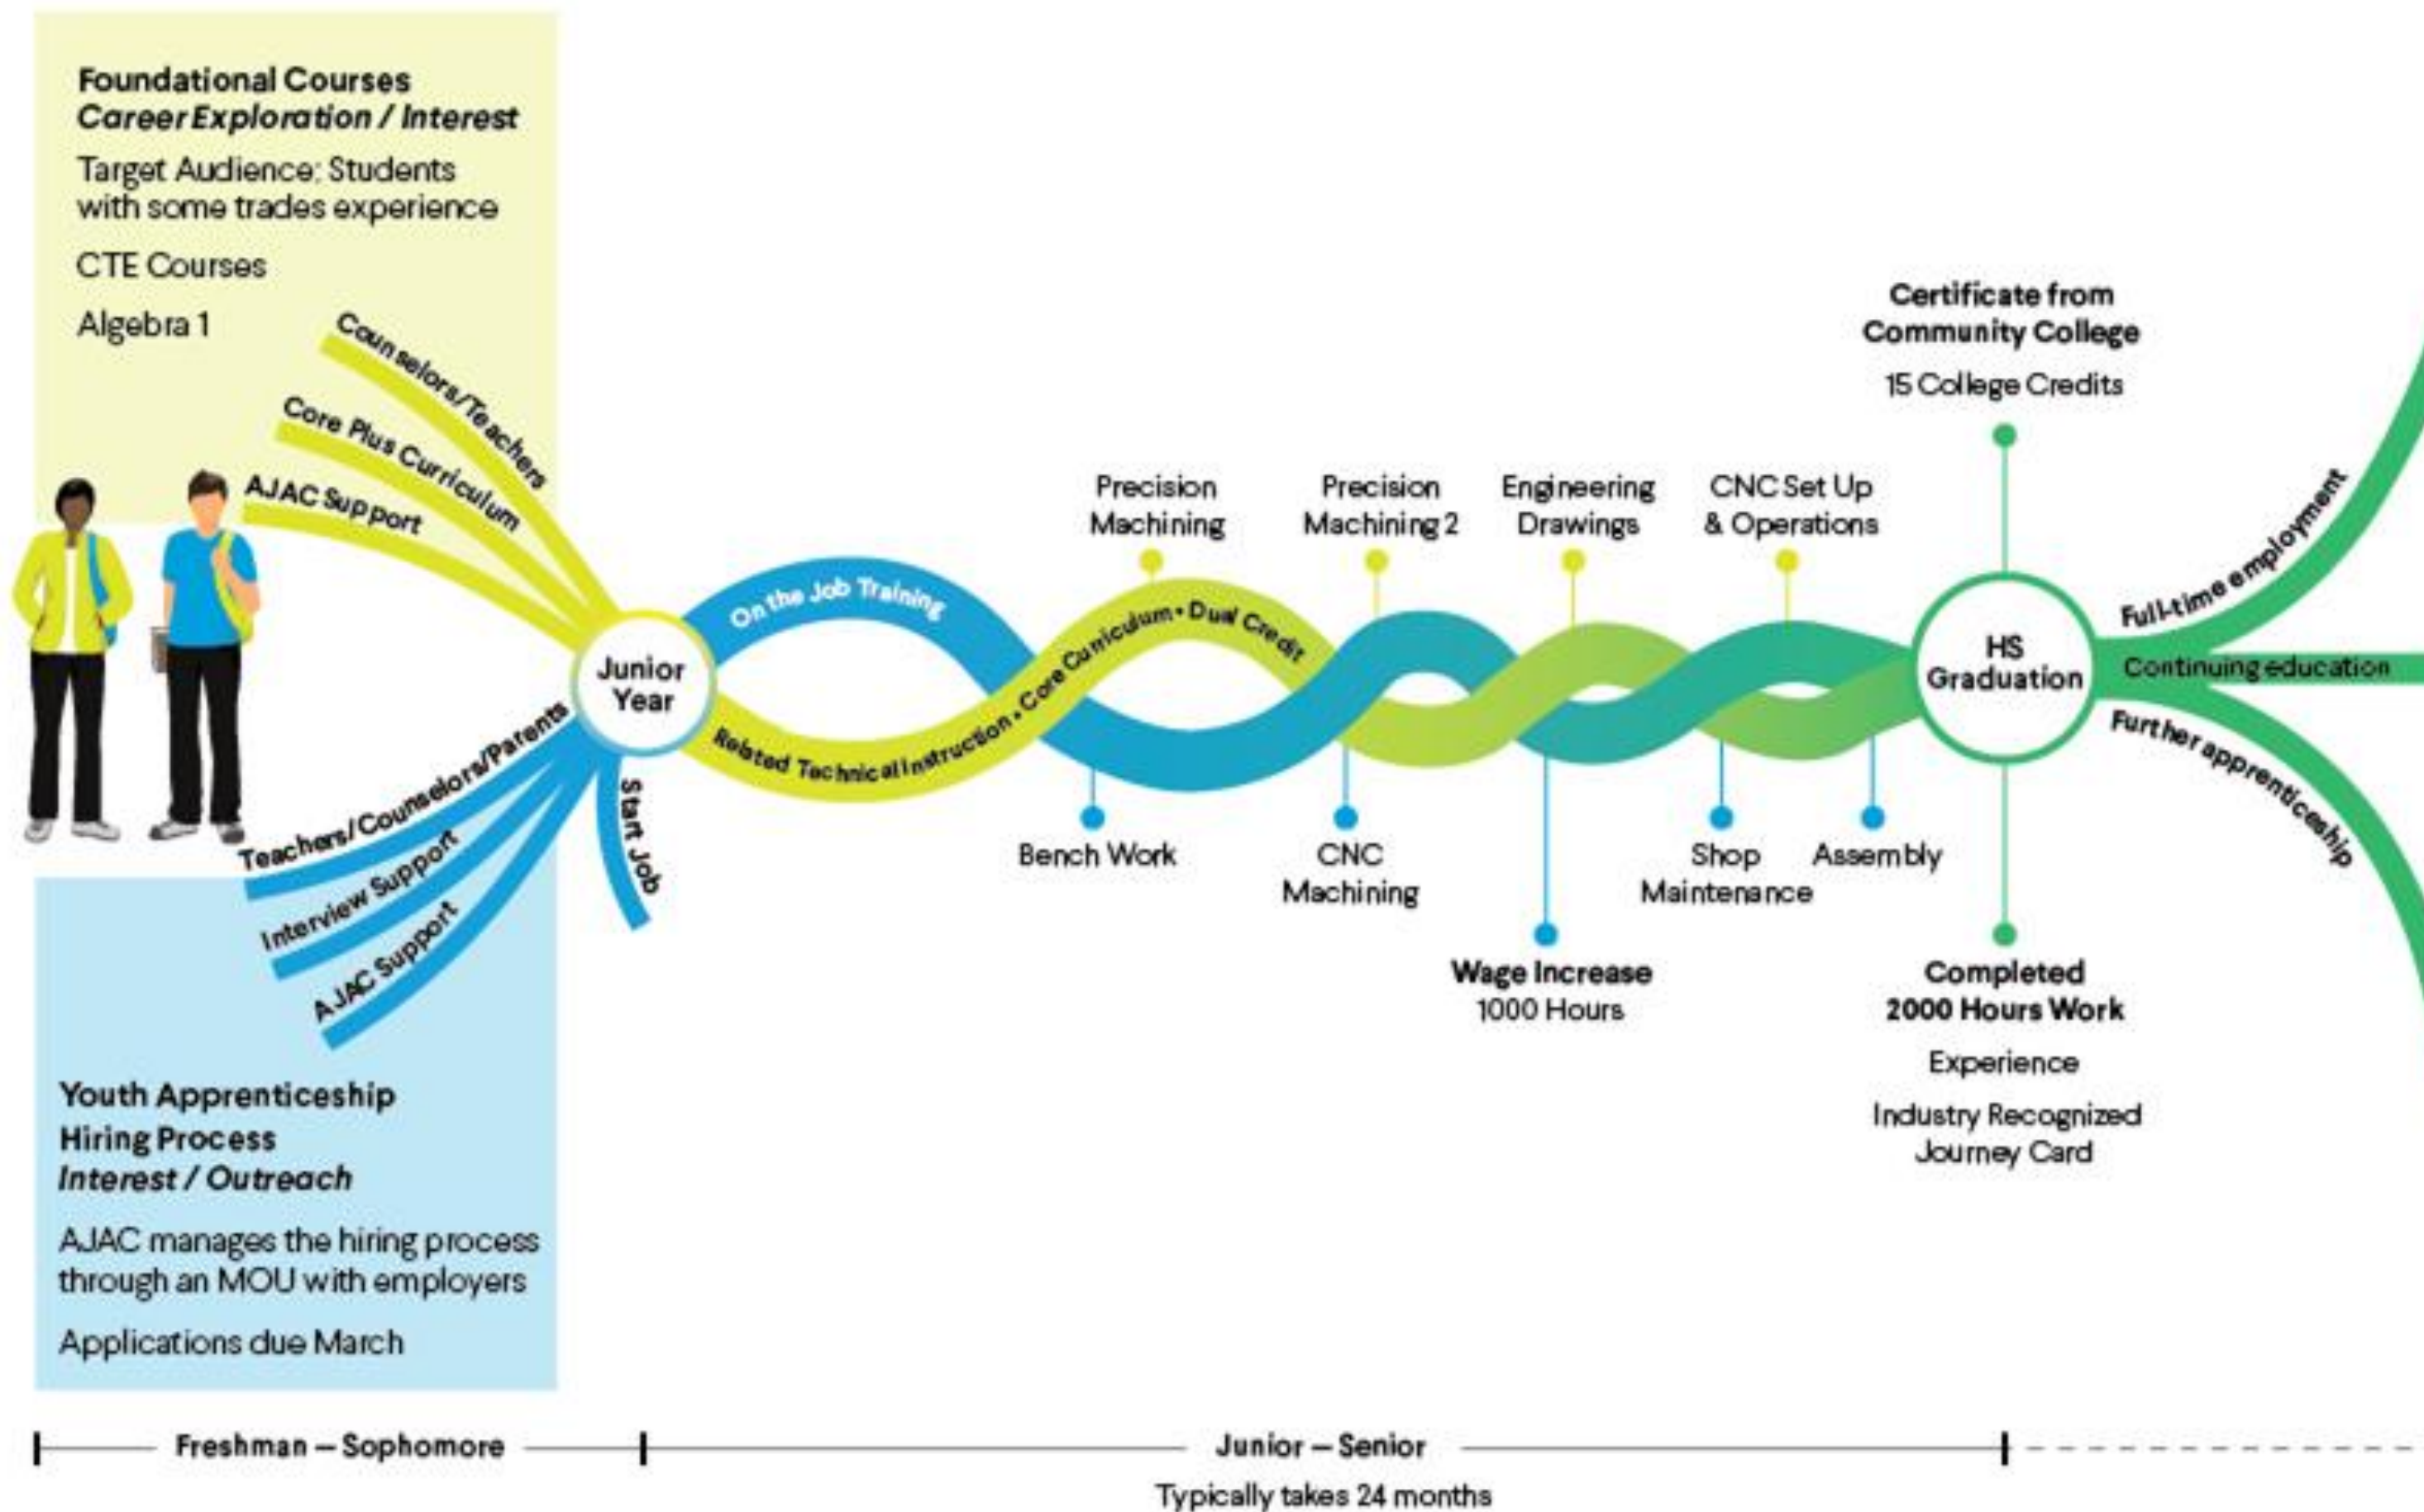 Foundational Courses
Career Exploration / Interest
Target Audience: Students
with some trades experience
CTE Courses
Algebra 1
Counselors/Teachers
Core Plus Curriculum
AJAC Support
Junior
Year
Teachers/Counselors/Parents
Interview Support
AJAC Support
Start Job
Youth Apprenticeship
Hiring Process
Interest / Outreach
AJAC manages the hiring process
through an MOU with employers
Applications due March
On the Job Training
Related Technical Instruction • Core Curriculum • Dual Credit
Precision
Machining
Precision
Machining 2
Engineering
Drawings
CNC Set Up
& Operations
Bench Work
CNC
Machining
Wage Increase
1000 Hours
Shop
Maintenance
Assembly
Certificate from
Community College
15 College Credits
HS
Graduation
Completed
2000 Hours Work
Experience
Industry Recognized
Journey Card
Full-time employment
Continuing education
Further apprenticeship
Freshman – Sophomore
Junior – Senior
Typically takes 24 months